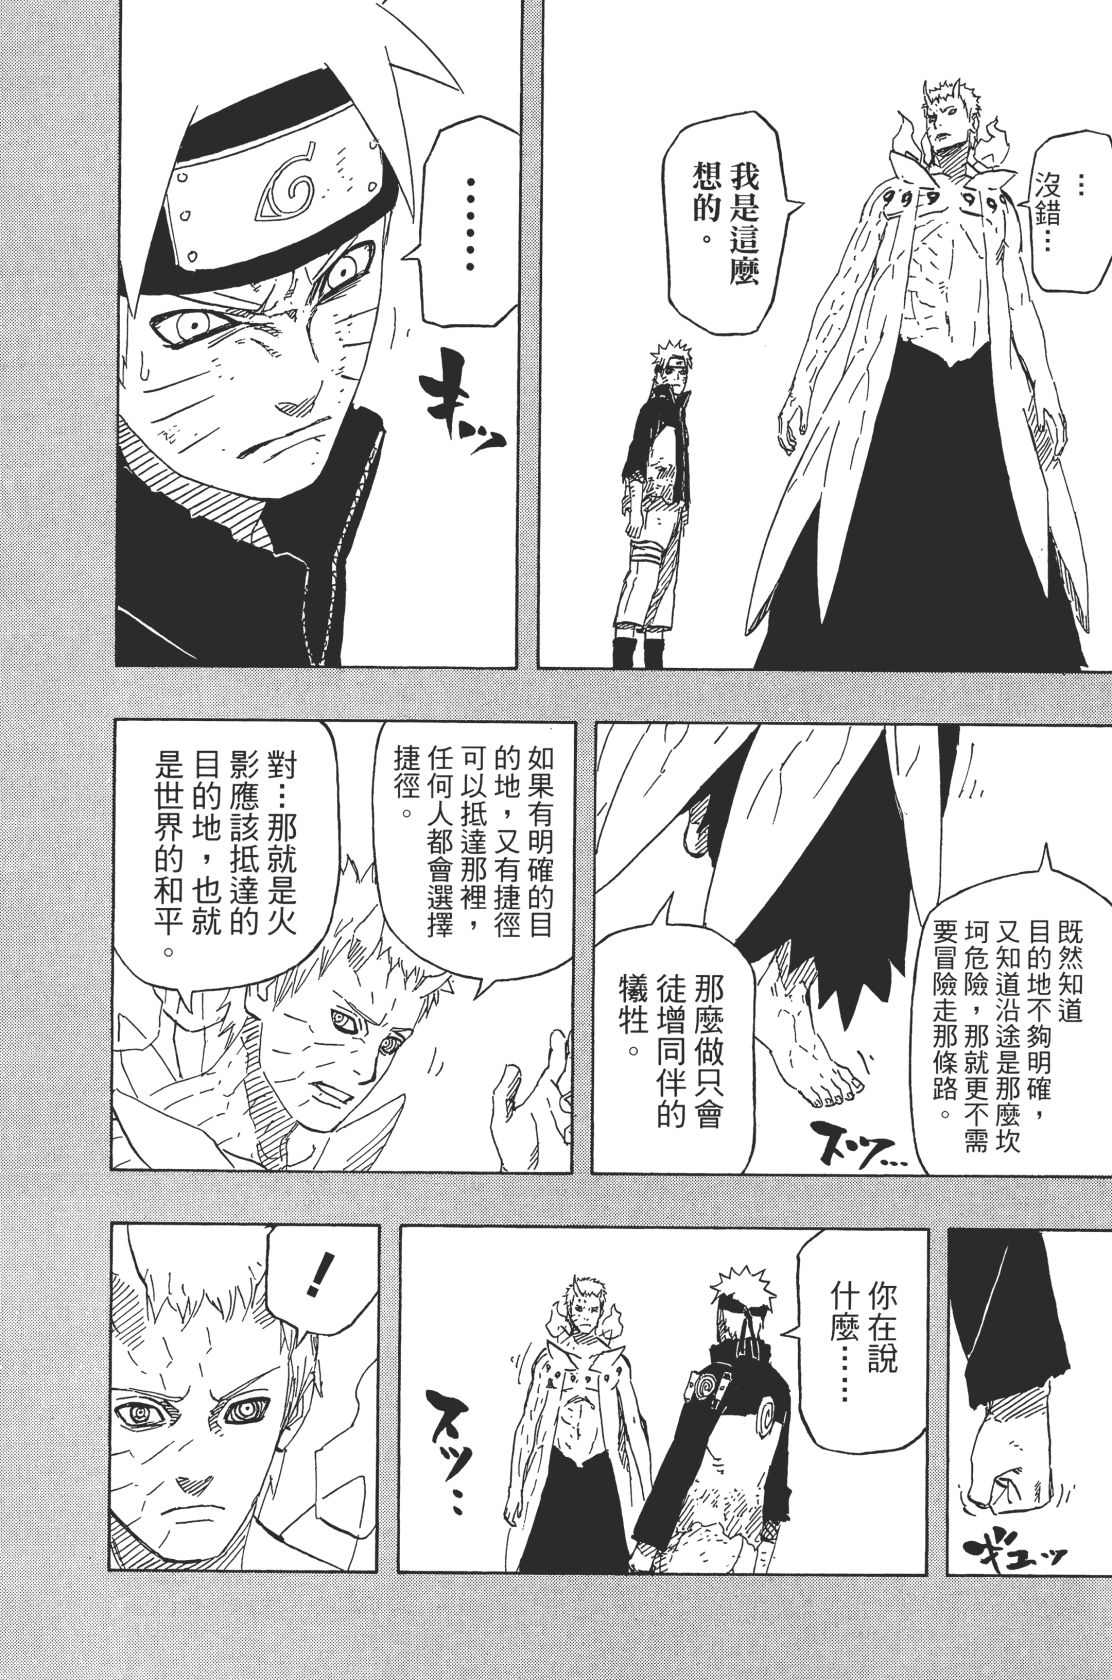 …
沒錯…
我是這麼
想的。
……
キッ
既然知道
目的地不夠明確，
又知道沿途是那麼坎
坷危險，那就更不需
要冒險走那條路。
那麼做只會
徒增同伴的
犧牲。
ズッ…
如果有明確的目
的地，又有捷徑
可以抵達那裡，
任何人都會選擇
捷徑。
對…那就是火
影應該抵達的
目的地，也就
是世界的和平。
ギュッ
你在說
什麼……
ズッ…
！